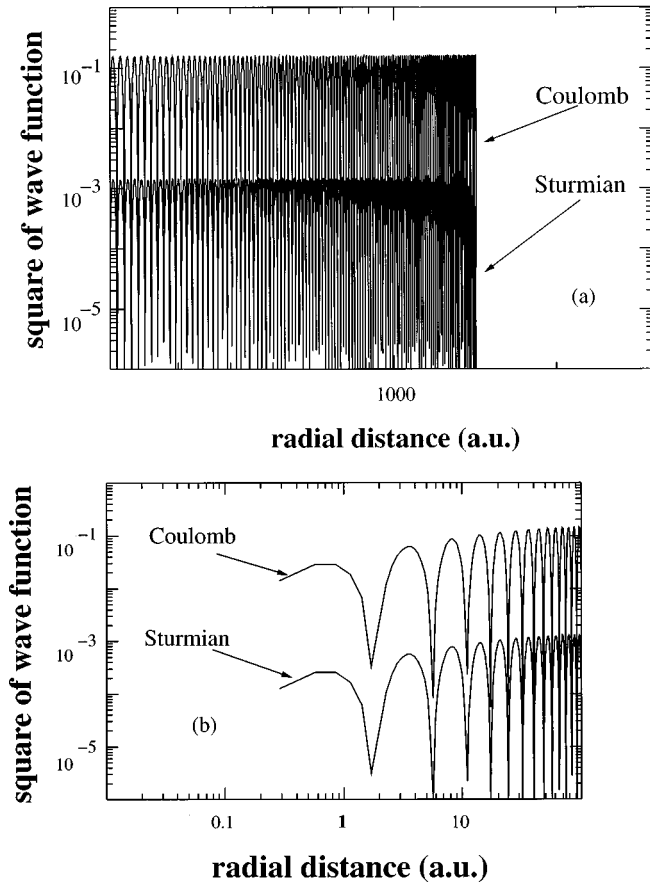 square of wave function
10⁻¹
10⁻³
10⁻⁵
Coulomb
Sturmian
(a)
1000
radial distance (a.u.)
square of wave function
10⁻¹
10⁻³
10⁻⁵
Coulomb
Sturmian
(b)
0.1
1
10
radial distance (a.u.)